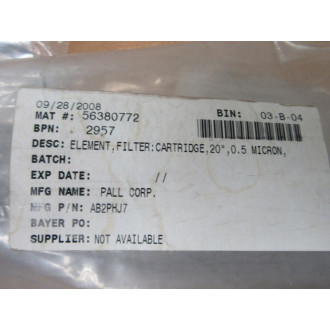 09/28/2008
MAT #: 56380772 BIN: 03-B-04
BPN: . 2957
DESC: ELEMENT,FILTER:CARTRIDGE,20",0.5 MICRON,
BATCH:
EXP DATE: //
MFG NAME: PALL CORP.
MFG P/N: AB2PHJ7
BAYER PO:
SUPPLIER: NOT AVAILABLE